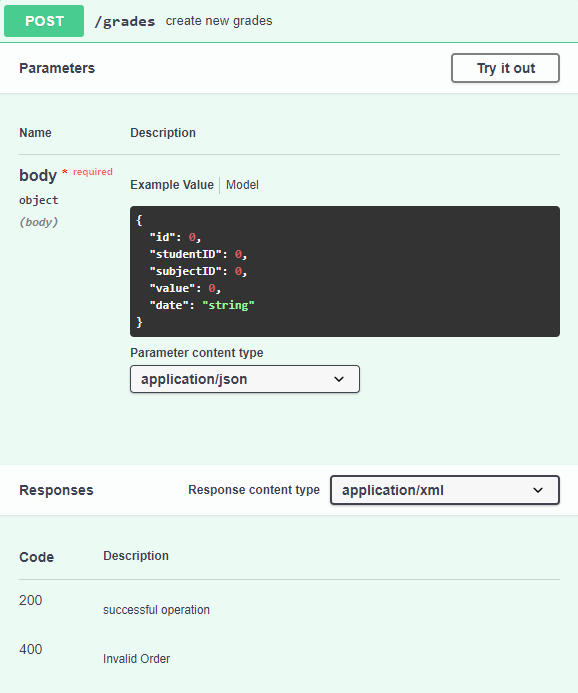 POST /grades create new grades
Parameters Try it out
Name Description
body * required
object
(body)
Example Value Model
{
"id": 0,
"studentID": 0,
"subjectID": 0,
"value": 0,
"date": "string"
}
Parameter content type
application/json
Responses Response content type application/xml
Code Description
200 successful operation
400 Invalid Order